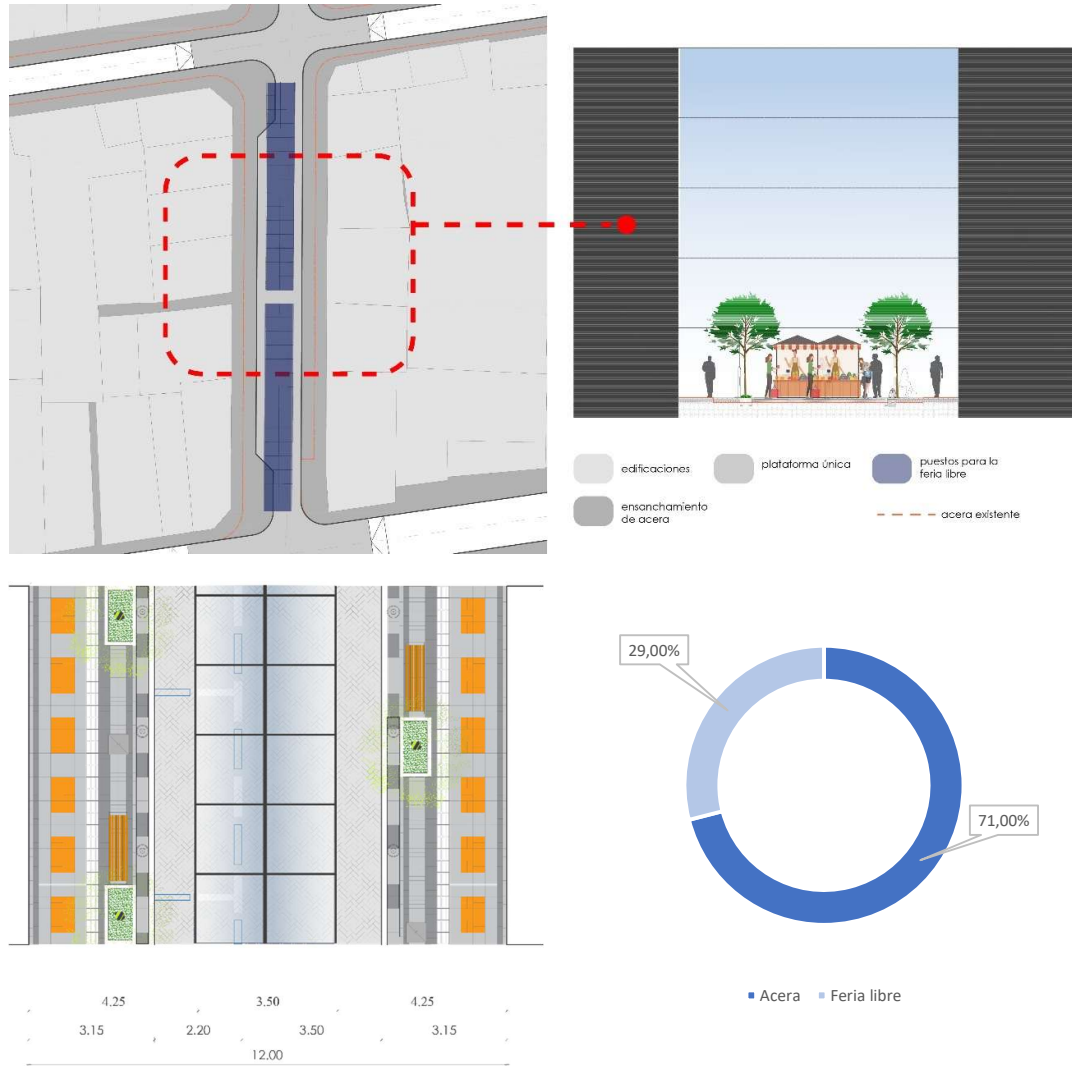 edificaciones
plataforma única
puestos para la
feria libre
ensanchamiento
de acera
acera existente
29,00%
71,00%
Acera
Feria libre
4.25
3.50
4.25
3.15
2.20
3.50
3.15
12.00